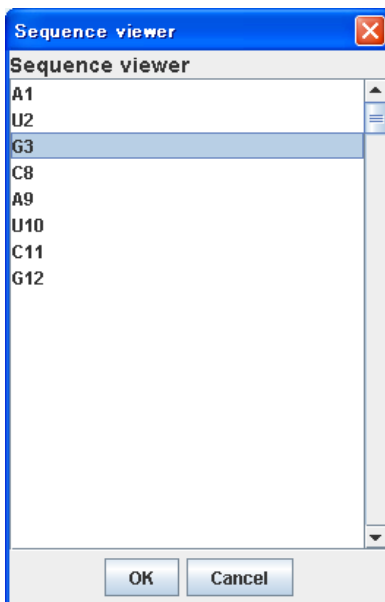 Sequence viewer
Sequence viewer
A1
U2
G3
C8
A9
U10
C11
G12
OK
Cancel